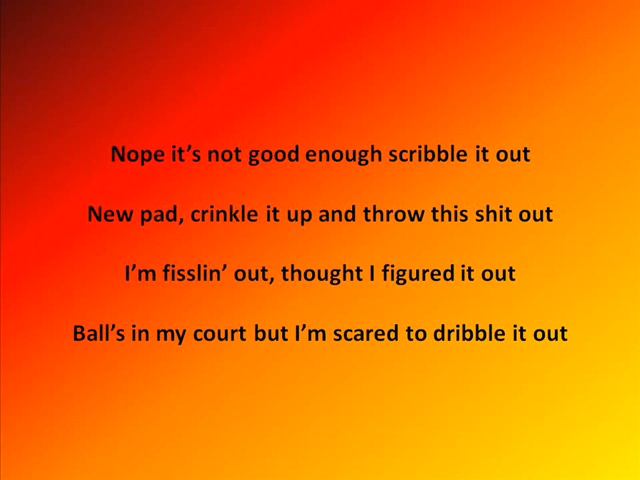 Nope it’s not good enough scribble it out
New pad, crinkle it up and throw this shit out
I’m fisslin’ out, thought I figured it out
Ball’s in my court but I’m scared to dribble it out